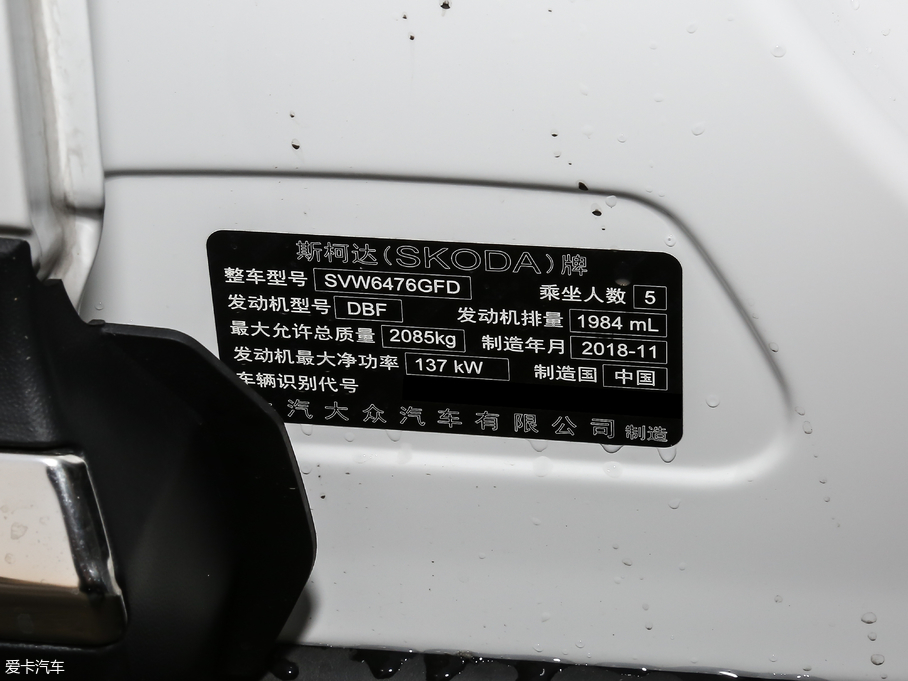 斯柯达(SKODA)牌
整车型号 SVW6476GFD 乘坐人数 5
发动机型号 DBF 发动机排量 1984 mL
最大允许总质量 2085kg 制造年月 2018-11
发动机最大净功率 137 kW 制造国 中国
车辆识别代号
汽大众汽车有限公司 制造
爱卡汽车